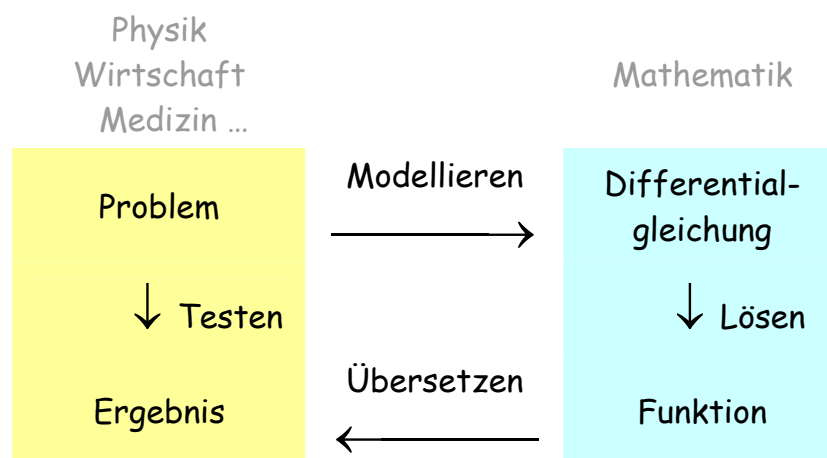 Physik
Wirtschaft
Medizin …
Mathematik
Problem
Modellieren
Differential-
gleichung
Testen
Lösen
Ergebnis
Übersetzen
Funktion